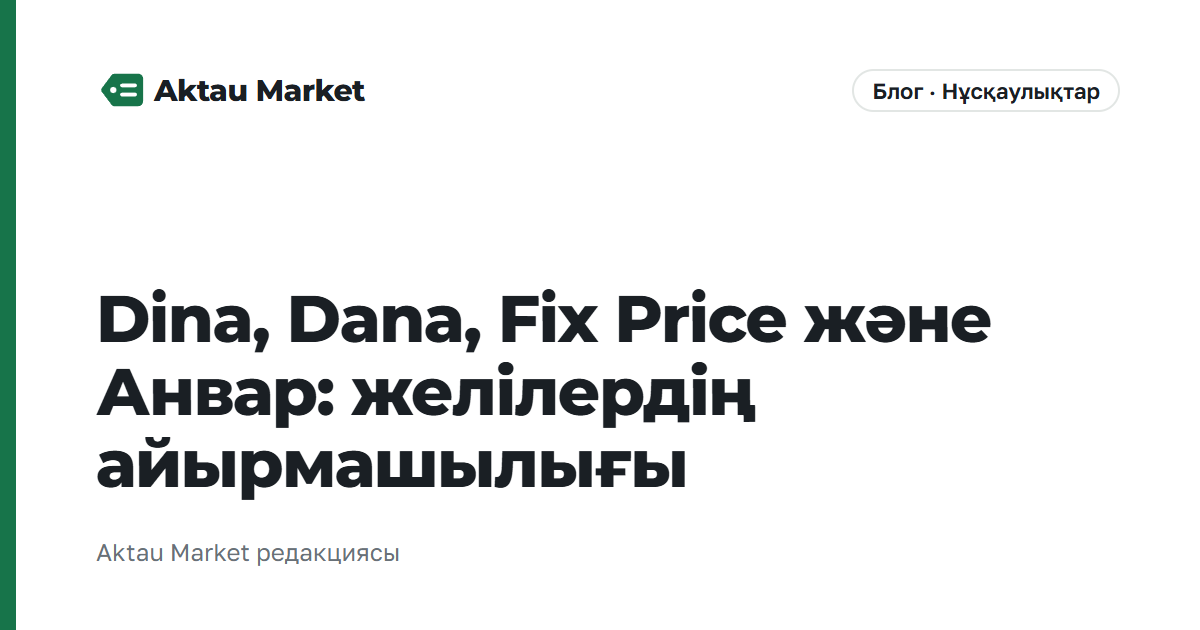 Aktau Market
Блог · Нұсқаулықтар
Dina, Dana, Fix Price және
Анвар: желілердің
айырмашылығы
Aktau Market редакциясы